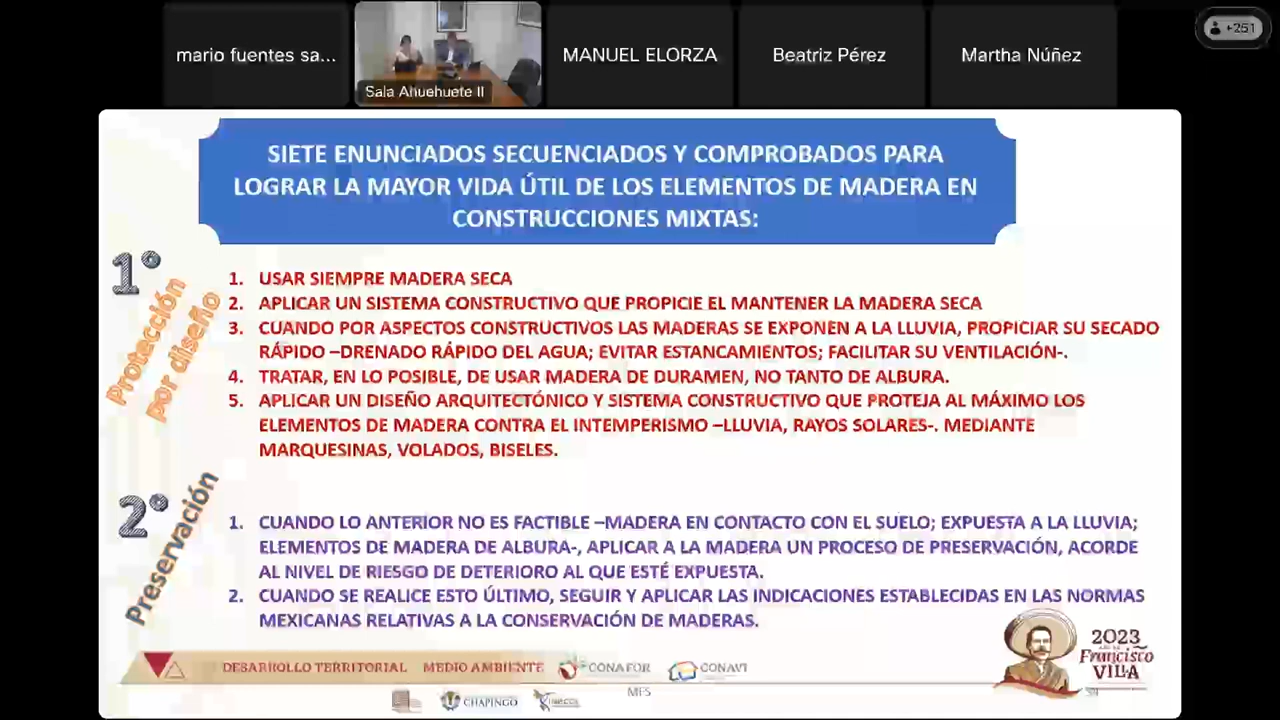 mario fuentes sa...
Sala Ahuehuete II
MANUEL ELORZA
Beatriz Pérez
Martha Núñez
+251
SIETE ENUNCIADOS SECUENCIADOS Y COMPROBADOS PARA
LOGRAR LA MAYOR VIDA ÚTIL DE LOS ELEMENTOS DE MADERA EN
CONSTRUCCIONES MIXTAS:
1°
Protección
por diseño
1. USAR SIEMPRE MADERA SECA
2. APLICAR UN SISTEMA CONSTRUCTIVO QUE PROPICIE EL MANTENER LA MADERA SECA
3. CUANDO POR ASPECTOS CONSTRUCTIVOS LAS MADERAS SE EXPONEN A LA LLUVIA, PROPICIAR SU SECADO
RÁPIDO –DRENADO RÁPIDO DEL AGUA; EVITAR ESTANCAMIENTOS; FACILITAR SU VENTILACIÓN-.
4. TRATAR, EN LO POSIBLE, DE USAR MADERA DE DURAMEN, NO TANTO DE ALBURA.
5. APLICAR UN DISEÑO ARQUITECTÓNICO Y SISTEMA CONSTRUCTIVO QUE PROTEJA AL MÁXIMO LOS
ELEMENTOS DE MADERA CONTRA EL INTEMPERISMO –LLUVIA, RAYOS SOLARES-. MEDIANTE
MARQUESINAS, VOLADOS, BISELES.
2°
Preservación
1. CUANDO LO ANTERIOR NO ES FACTIBLE –MADERA EN CONTACTO CON EL SUELO; EXPUESTA A LA LLUVIA;
ELEMENTOS DE MADERA DE ALBURA-, APLICAR A LA MADERA UN PROCESO DE PRESERVACIÓN, ACORDE
AL NIVEL DE RIESGO DE DETERIORO AL QUE ESTÉ EXPUESTA.
2. CUANDO SE REALICE ESTO ÚLTIMO, SEGUIR Y APLICAR LAS INDICACIONES ESTABLECIDAS EN LAS NORMAS
MEXICANAS RELATIVAS A LA CONSERVACIÓN DE MADERAS.
DESARROLLO TERRITORIAL MEDIO AMBIENTE CONAFOR CONAVI
CHAPINGO
2023
Francisco
VILLA